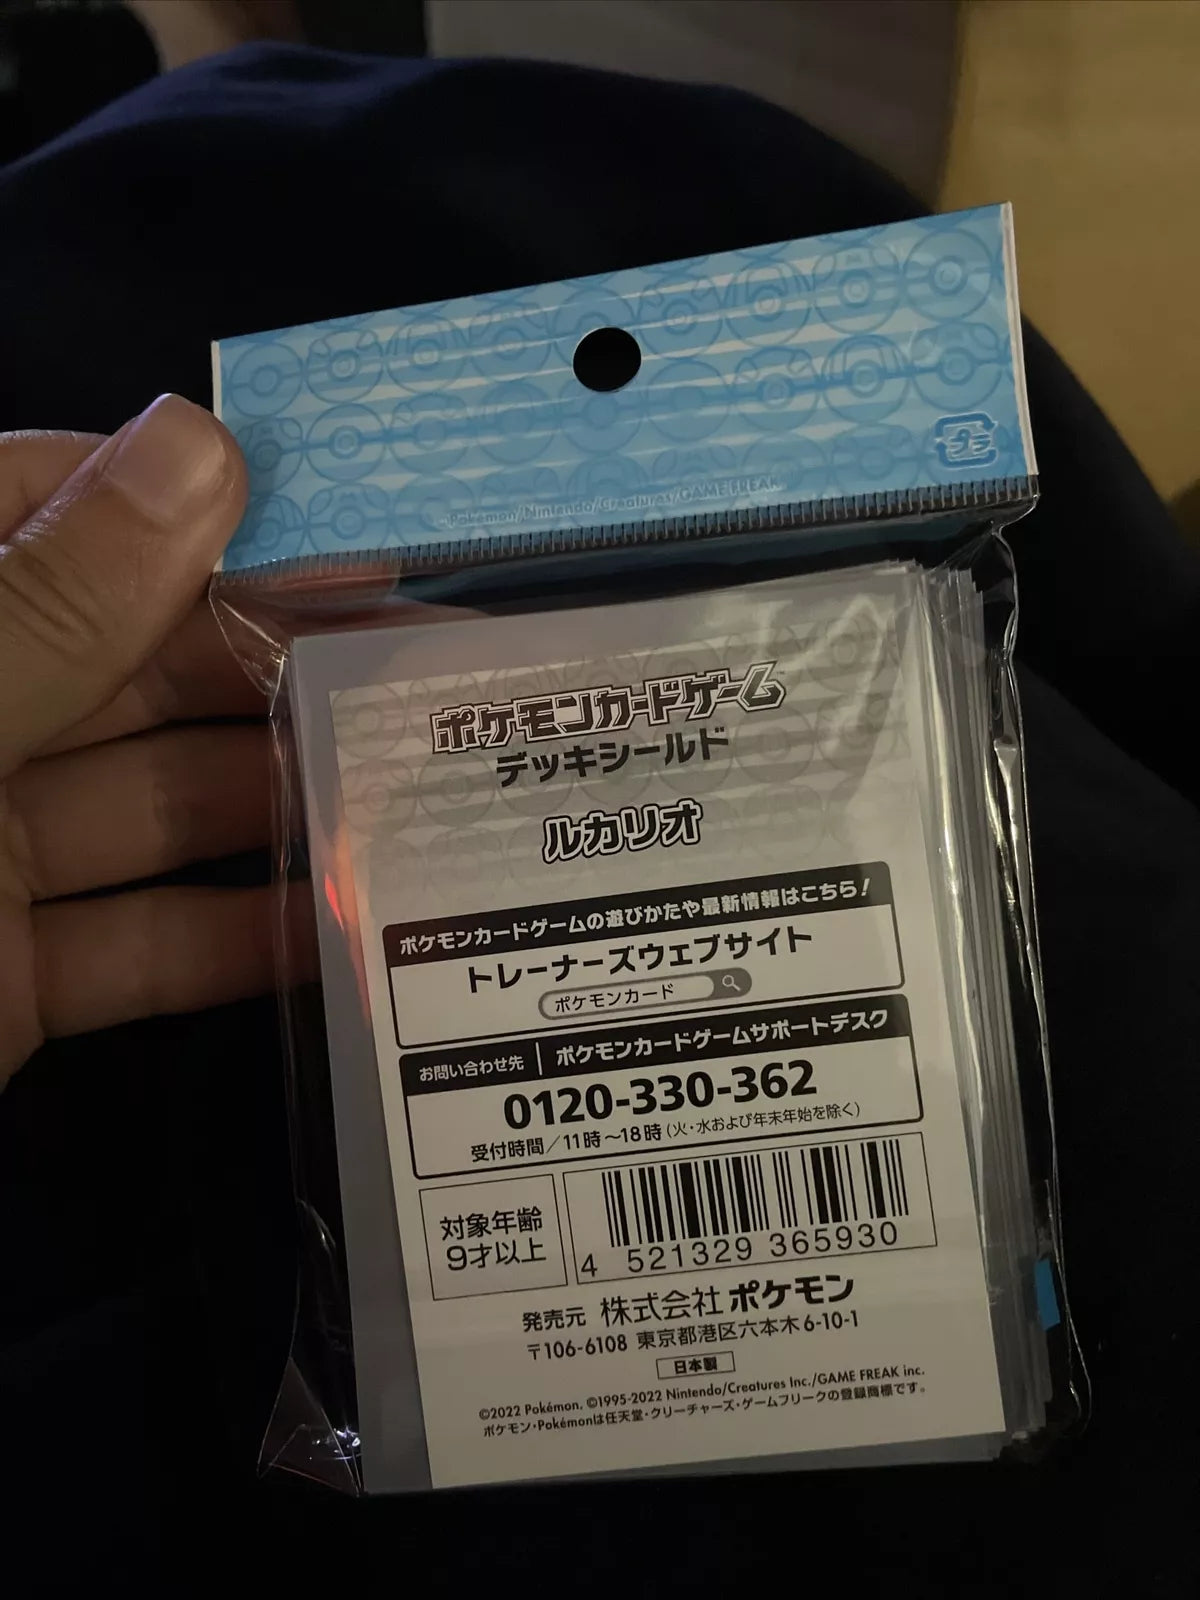 プラ
Pokémon/Nintendo/Creatures/GAME FREAK
ポケモンカードゲーム
デッキシールド
ルカリオ
ポケモンカードゲームの遊びかたや最新情報はこちら!
トレーナーズウェブサイト
ポケモンカード
お問い合わせ先 ポケモンカードゲームサポートデスク
0120-330-362
受付時間/11時〜18時(火・水および年末年始を除く)
対象年齢
9才以上
4 521329 365930
発売元 株式会社ポケモン
〒106-6108 東京都港区六本木6-10-1
日本製
©2022 Pokémon. ©1995-2022 Nintendo/Creatures Inc./GAME FREAK inc.
ポケモン・Pokémonは任天堂・クリーチャーズ・ゲームフリークの登録商標です。